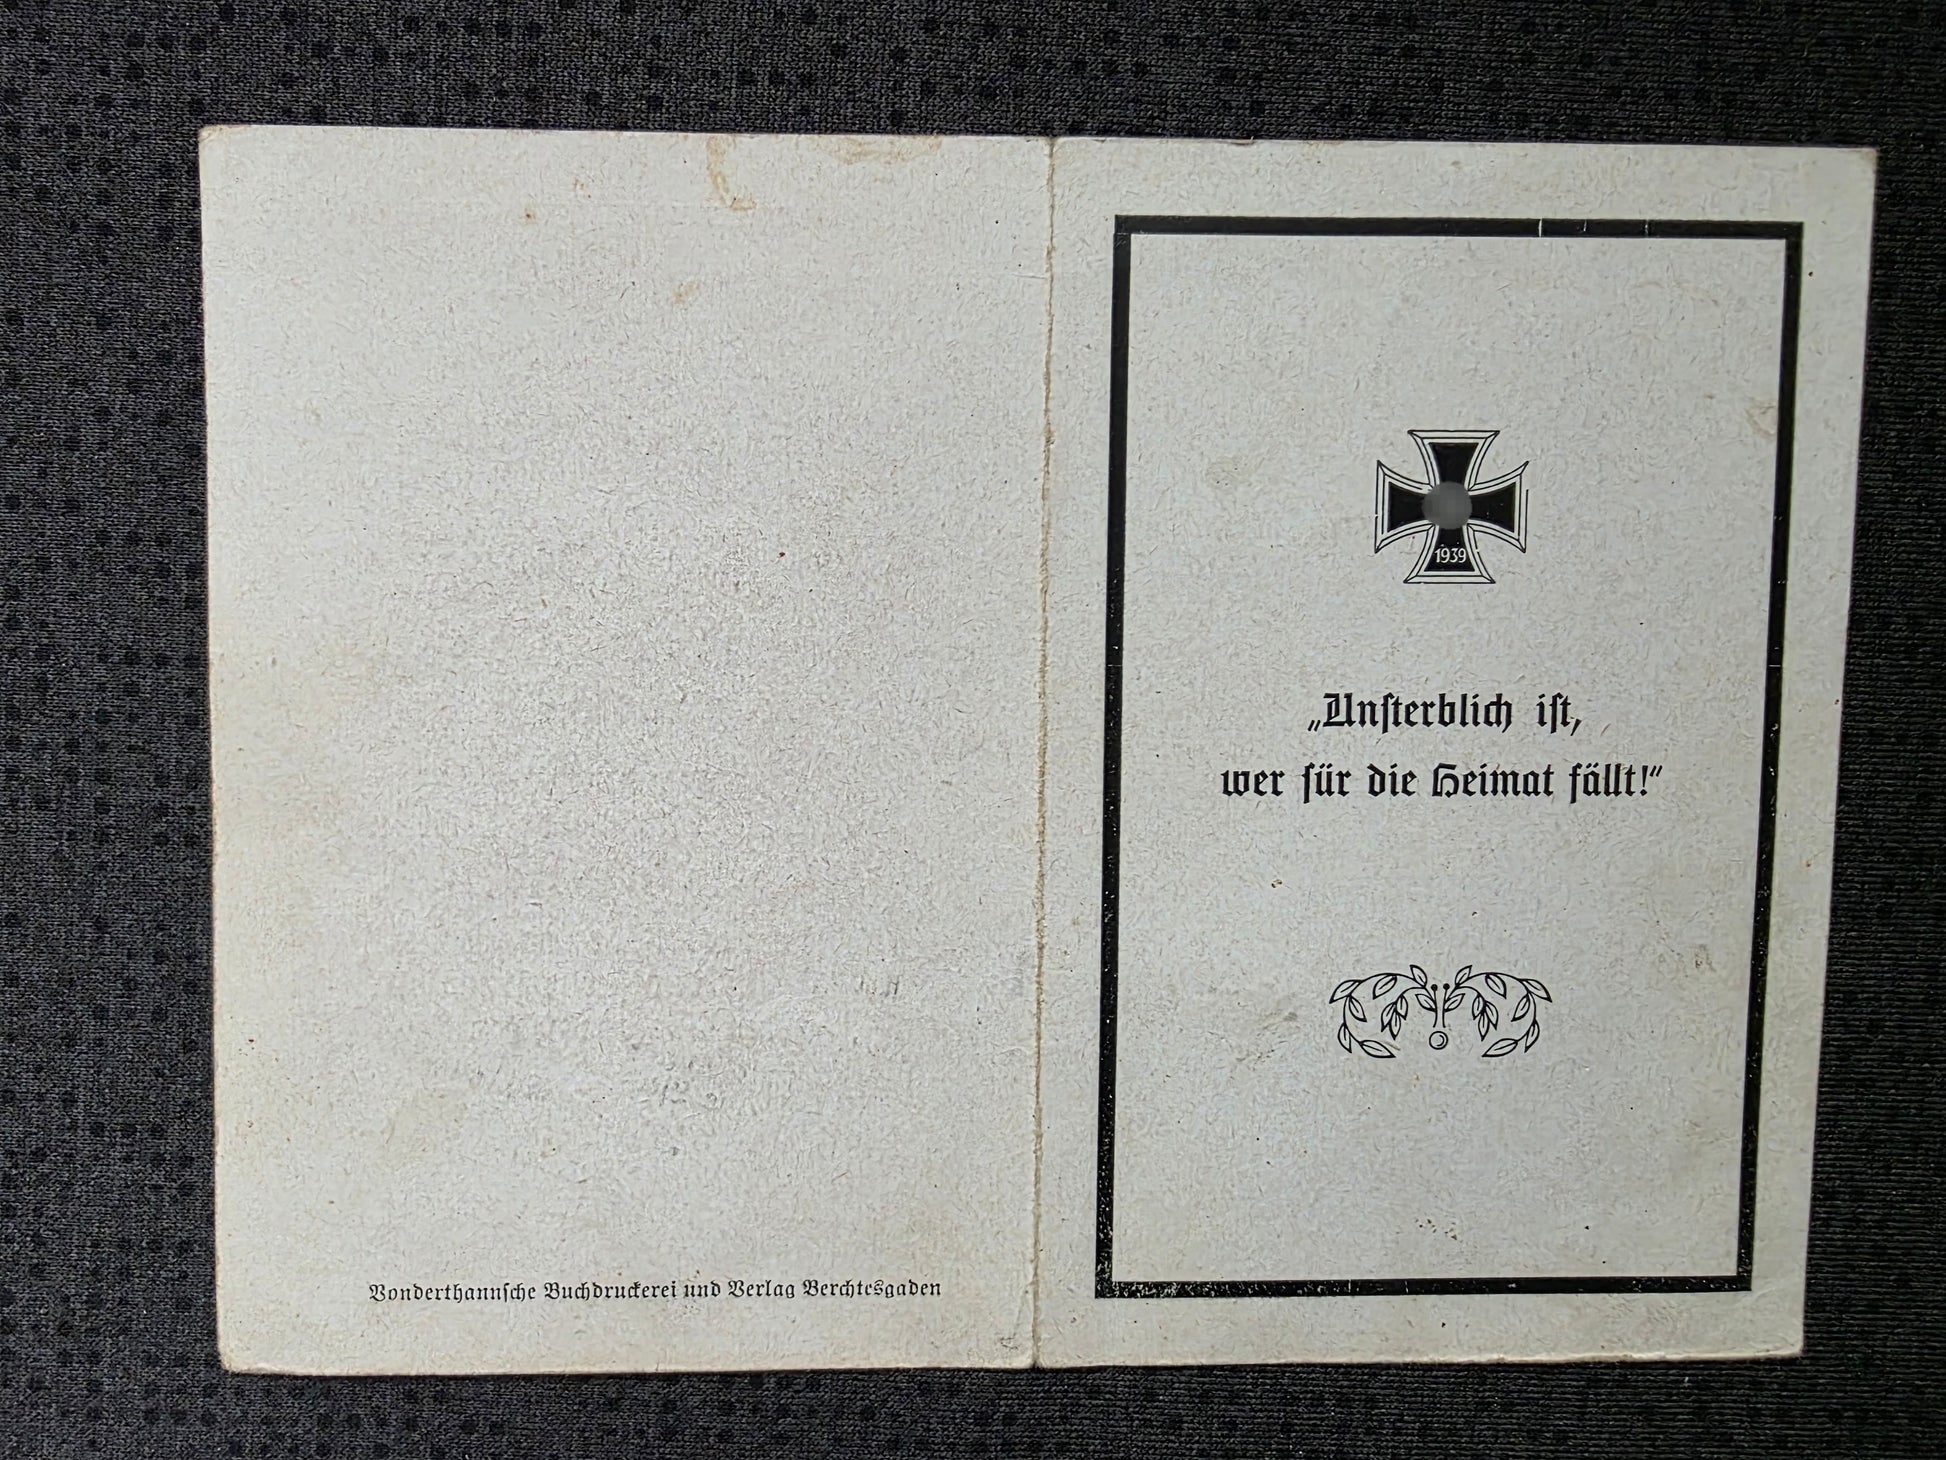 Vonderthannsche Buchdruckerei und Verlag Berchtesgaden
1939
„Unsterblich ist,
wer für die Heimat fällt!“